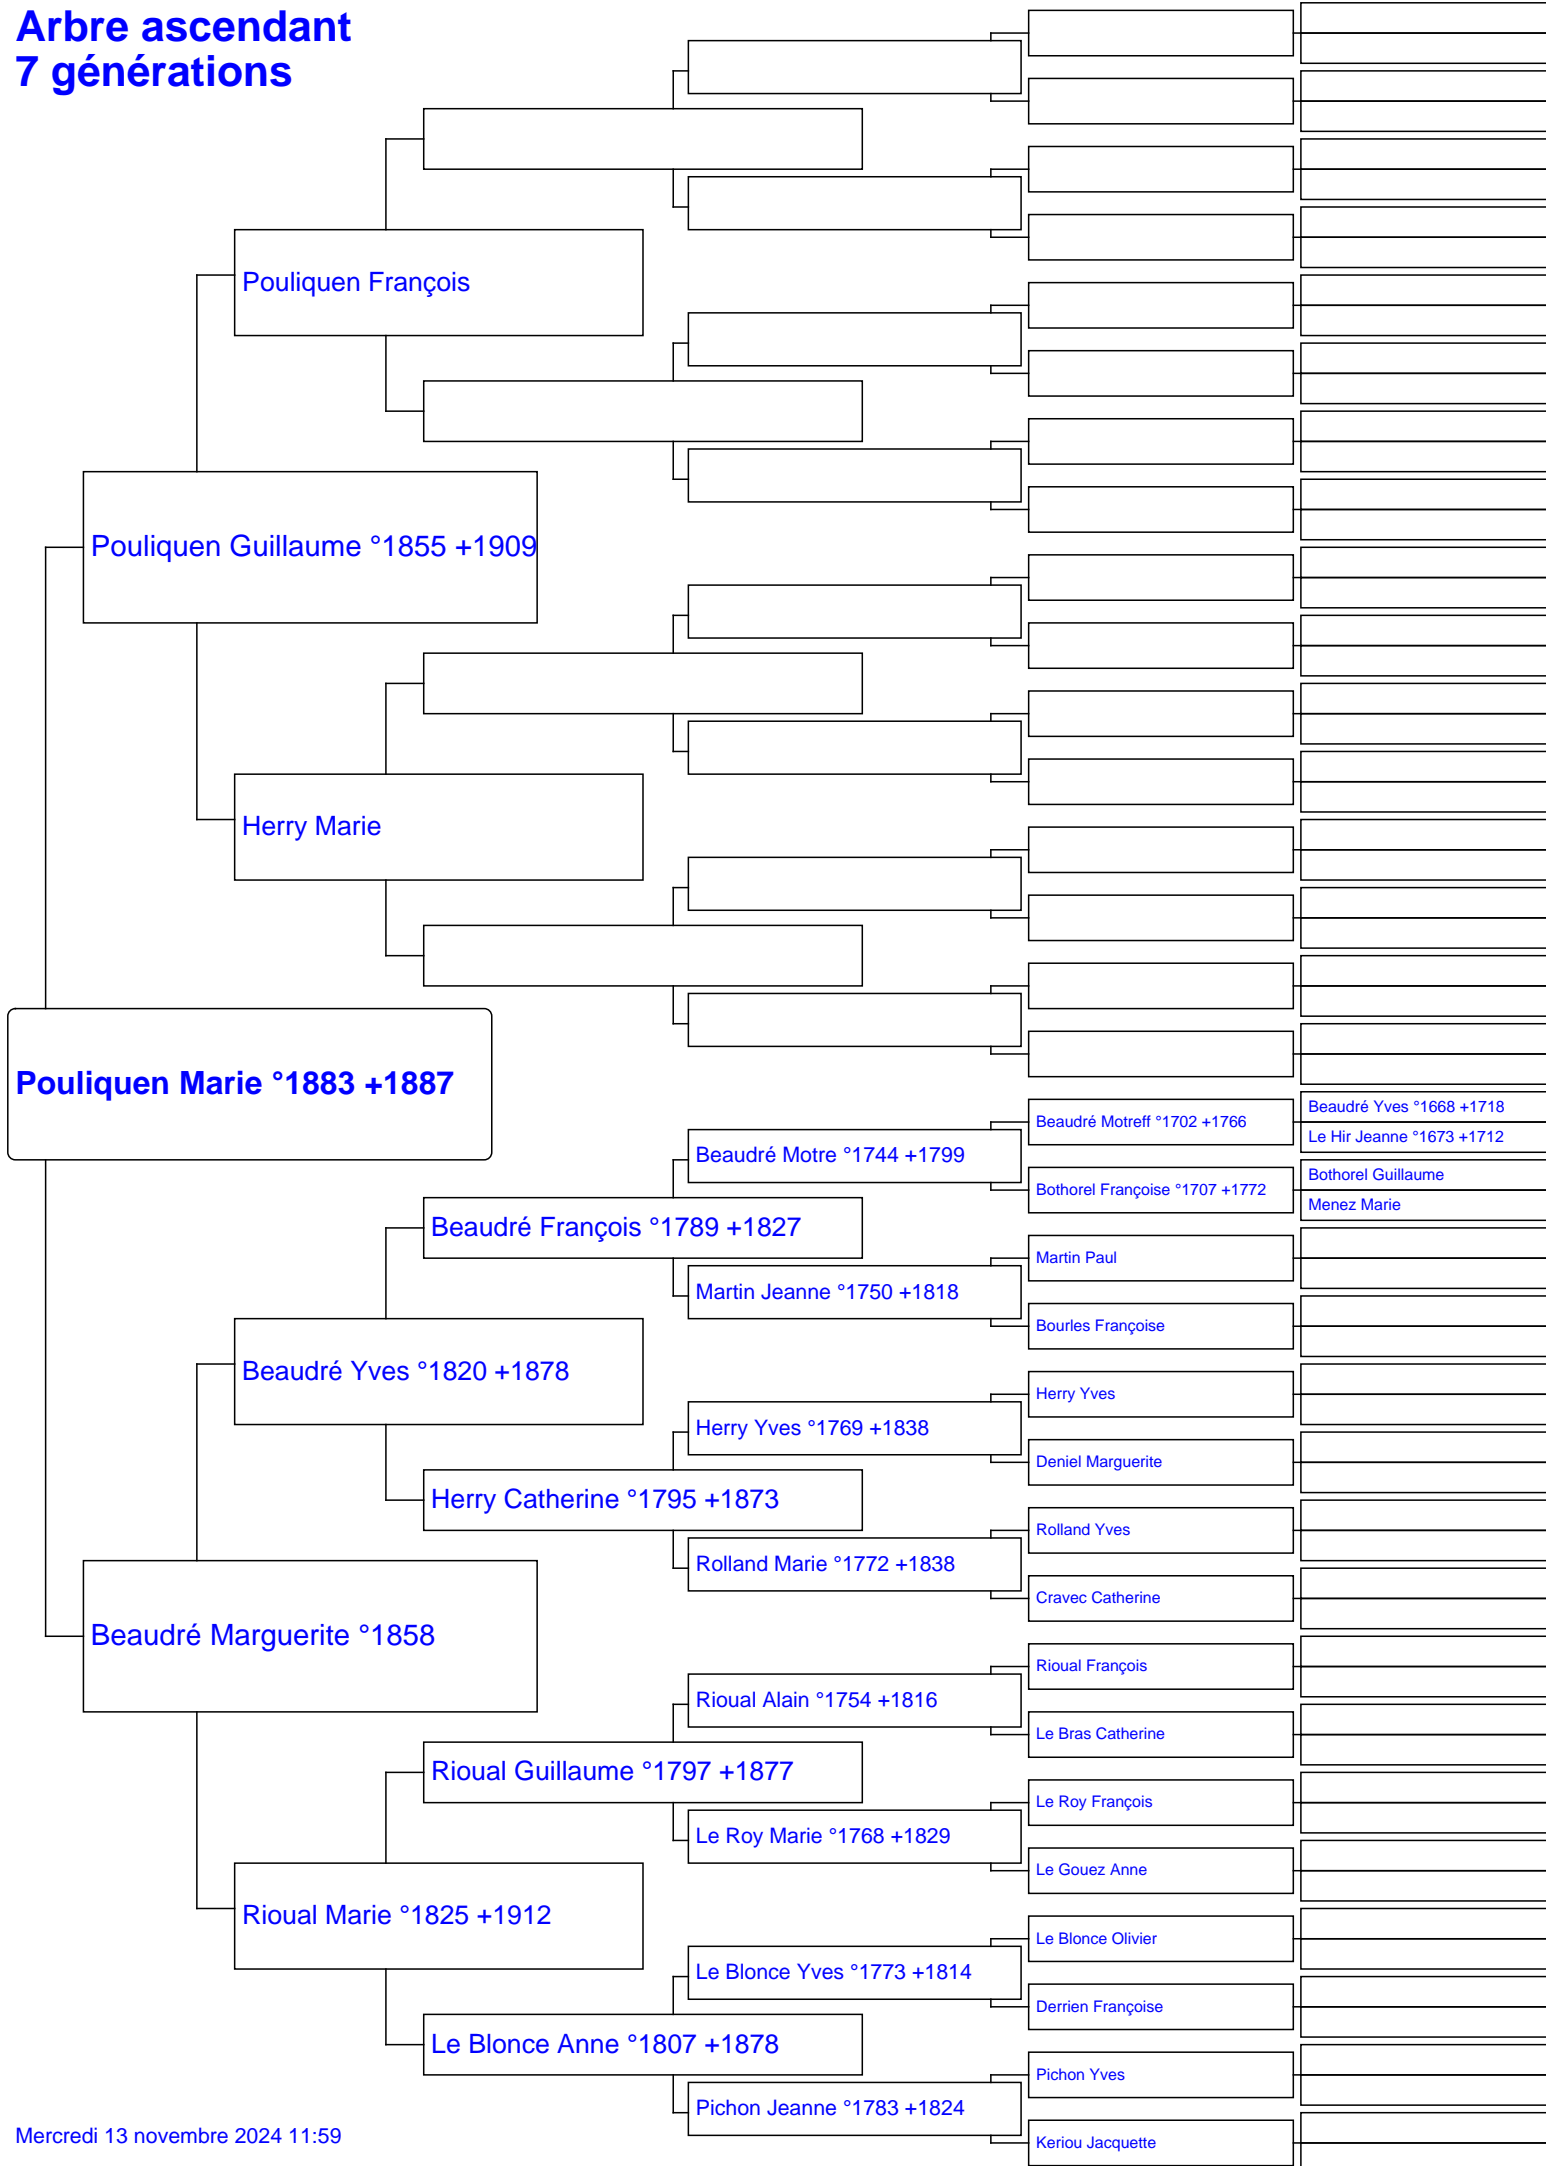 Arbre ascendant
7 générations
Pouliquen François
Pouliquen Guillaume °1855 +1909
Herry Marie
Pouliquen Marie °1883 +1887
Beaudré Yves °1668 +1718
Beaudré Motreff °1702 +1766
Le Hir Jeanne °1673 +1712
Beaudré Motre °1744 +1799
Bothorel Guillaume
Bothorel Françoise °1707 +1772
Menez Marie
Beaudré François °1789 +1827
Martin Paul
Martin Jeanne °1750 +1818
Bourles Françoise
Beaudré Yves °1820 +1878
Herry Yves
Herry Yves °1769 +1838
Deniel Marguerite
Herry Catherine °1795 +1873
Rolland Yves
Rolland Marie °1772 +1838
Cravec Catherine
Beaudré Marguerite °1858
Rioual François
Rioual Alain °1754 +1816
Le Bras Catherine
Rioual Guillaume °1797 +1877
Le Roy François
Le Roy Marie °1768 +1829
Le Gouez Anne
Rioual Marie °1825 +1912
Le Blonce Olivier
Le Blonce Yves °1773 +1814
Derrien Françoise
Le Blonce Anne °1807 +1878
Pichon Yves
Pichon Jeanne °1783 +1824
Keriou Jacquette
Mercredi 13 novembre 2024 11:59